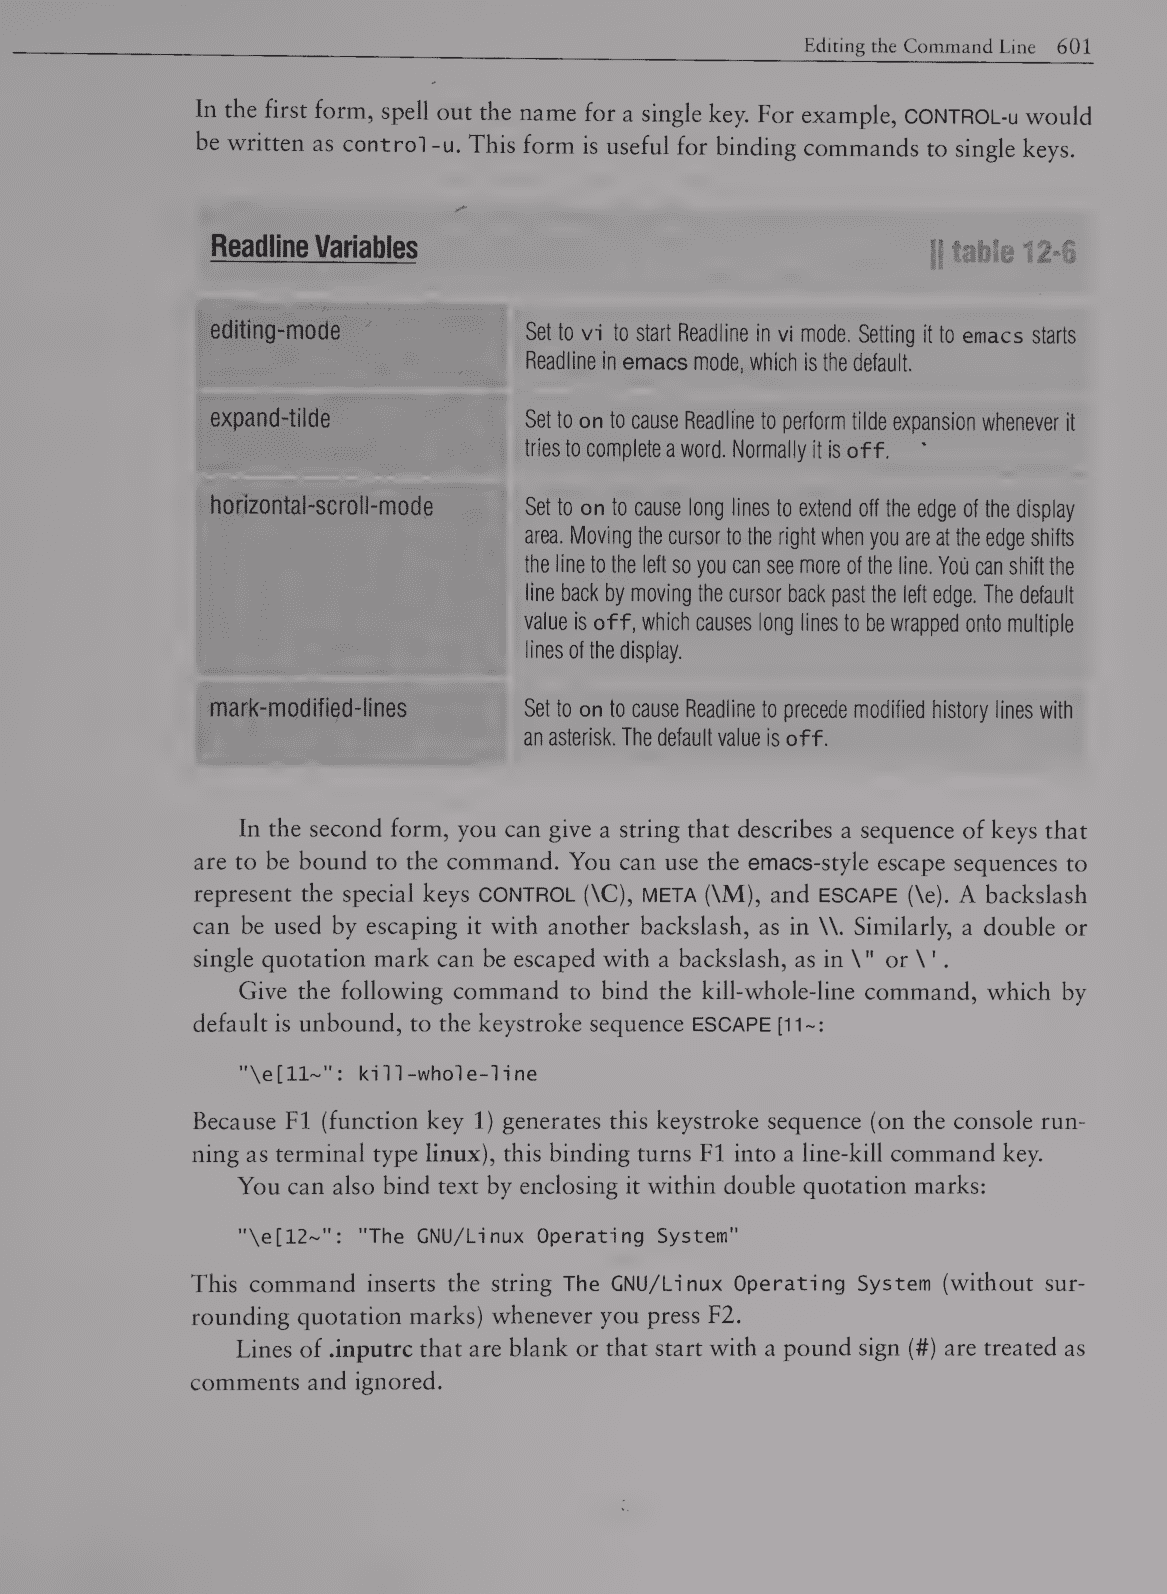 Editing the Command Line 601
In the first form, spell out the name for a single key. For example, CONTROL-u would
be written as control-u. This form is useful for binding commands to single keys.
Readline Variables || table 12-6
editing-mode
Set to vi to start Readline in vi mode. Setting it to emacs starts
Readline in emacs mode, which is the default.
expand-tilde
Set to on to cause Readline to perform tilde expansion whenever it
tries to complete a word. Normally it is off.
horizontal-scroll-mode
Set to on to cause long lines to extend off the edge of the display
area. Moving the cursor to the right when you are at the edge shifts
the line to the left so you can see more of the line. You can shift the
line back by moving the cursor back past the left edge. The default
value is off, which causes long lines to be wrapped onto multiple
lines of the display.
mark-modified-lines
Set to on to cause Readline to precede modified history lines with
an asterisk. The default value is off.
In the second form, you can give a string that describes a sequence of keys that
are to be bound to the command. You can use the emacs-style escape sequences to
represent the special keys CONTROL (\C), META (\M), and ESCAPE (\e). A backslash
can be used by escaping it with another backslash, as in \\. Similarly, a double or
single quotation mark can be escaped with a backslash, as in \" or \'.
Give the following command to bind the kill-whole-line command, which by
default is unbound, to the keystroke sequence ESCAPE [11~:
"\e[11~": kill-whole-line
Because F1 (function key 1) generates this keystroke sequence (on the console run-
ning as terminal type linux), this binding turns F1 into a line-kill command key.
You can also bind text by enclosing it within double quotation marks:
"\e[12~": "The GNU/Linux Operating System"
This command inserts the string The GNU/Linux Operating System (without sur-
rounding quotation marks) whenever you press F2.
Lines of .inputrc that are blank or that start with a pound sign (#) are treated as
comments and ignored.